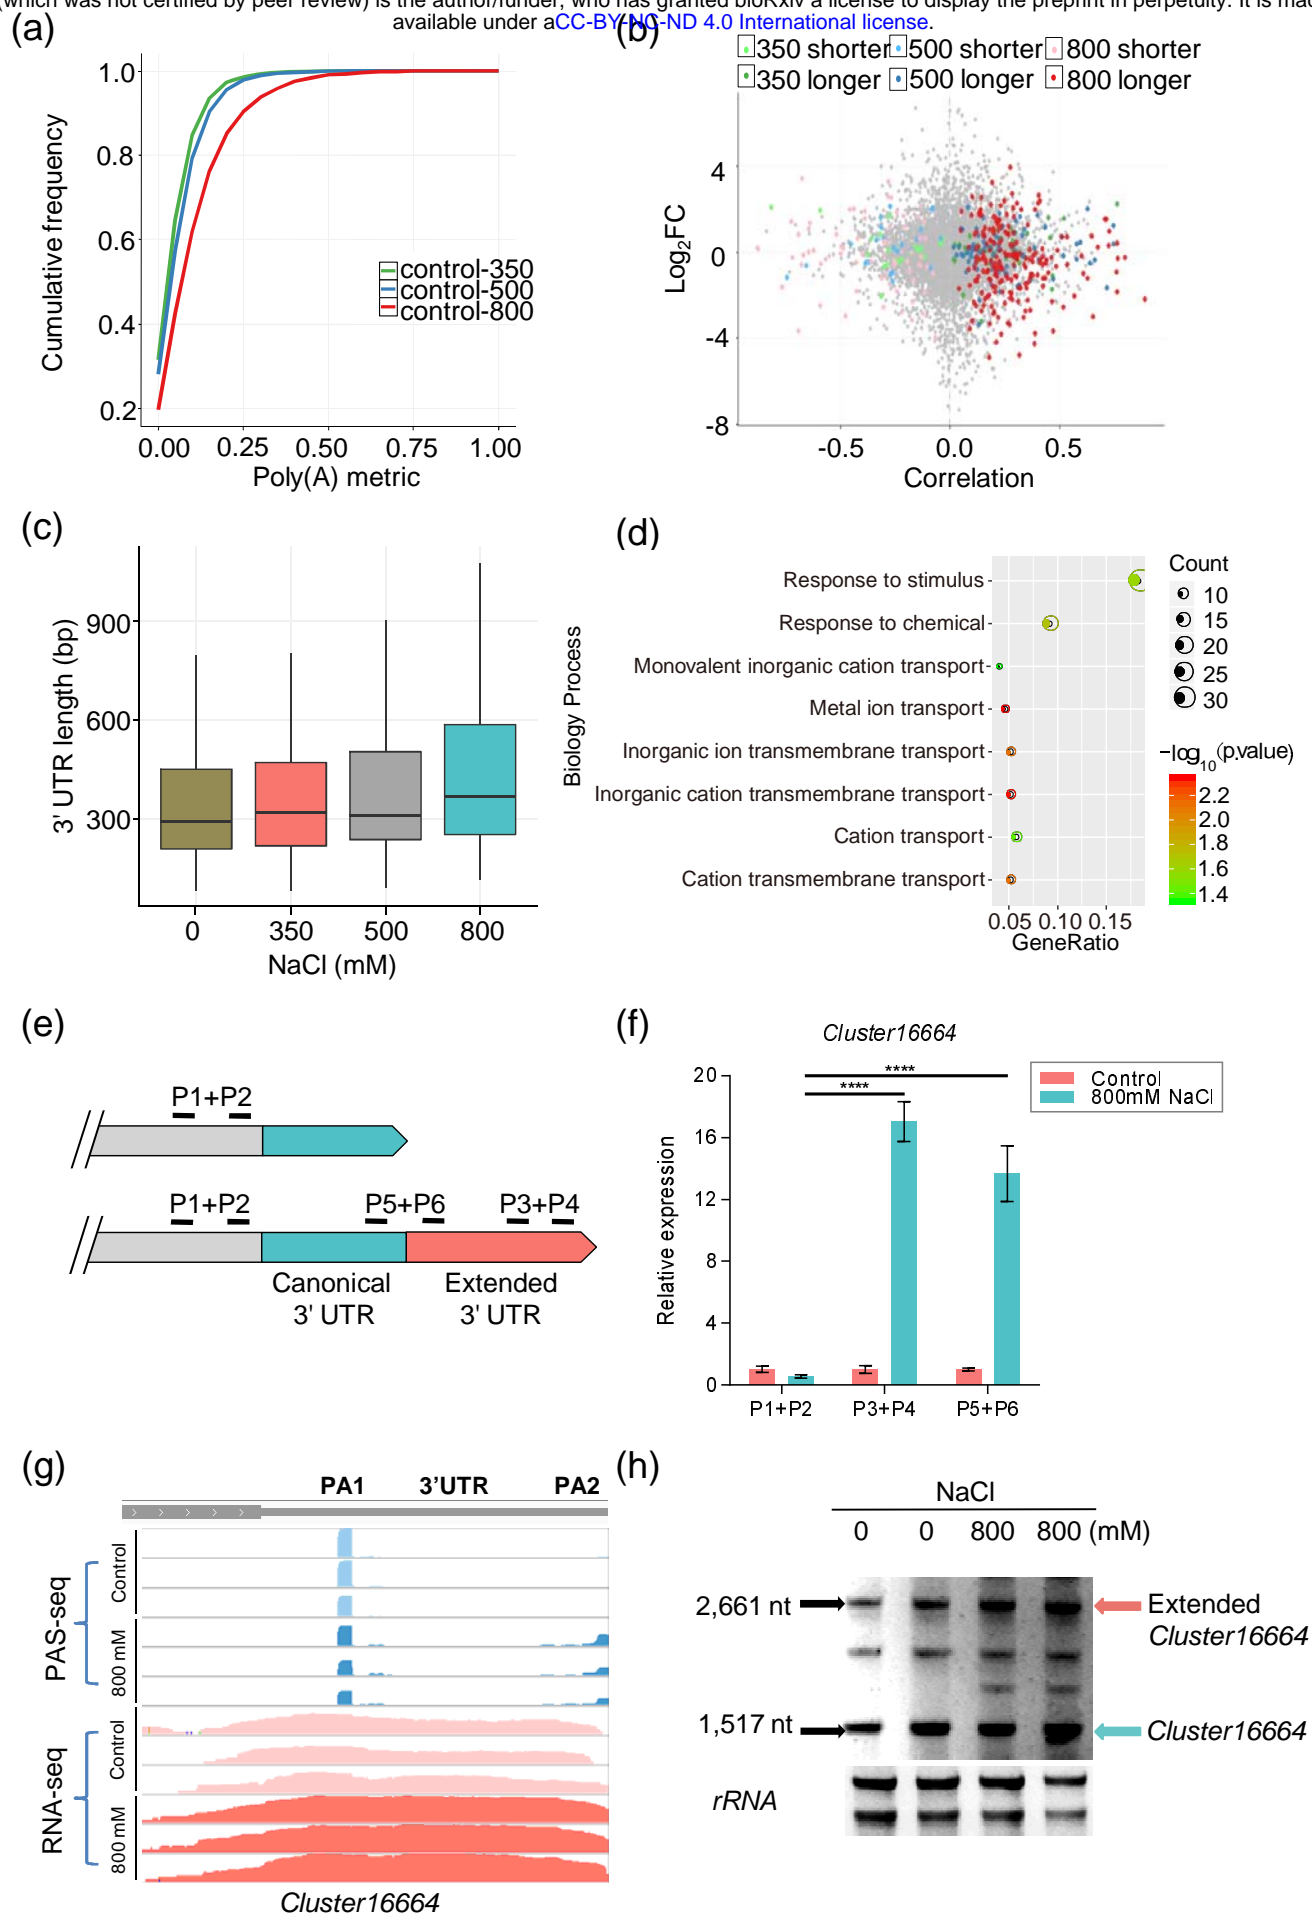 (which was not certified by peer review) is the author/funder, who has granted bioRxiv a license to display the preprint in perpetuity. It is made
available under aCC-BY-NC-ND 4.0 International license.
(a)
1.0
0.8
0.6
0.4
0.2
Cumulative frequency
control-350
control-500
control-800
0.00 0.25 0.50 0.75 1.00
Poly(A) metric
(b)
350 shorter 500 shorter 800 shorter
350 longer 500 longer 800 longer
4
0
-4
-8
Log2FC
-0.5 0.0 0.5
Correlation
(c)
900
600
300
3' UTR length (bp)
0 350 500 800
NaCl (mM)
(d)
Biology Process
Response to stimulus
Response to chemical
Monovalent inorganic cation transport
Metal ion transport
Inorganic ion transmembrane transport
Inorganic cation transmembrane transport
Cation transport
Cation transmembrane transport
0.05 0.10 0.15
GeneRatio
Count
10
15
20
25
30
−log10(p.value)
2.2
2.0
1.8
1.6
1.4
(e)
P1+P2
P1+P2 P5+P6 P3+P4
Canonical Extended
3' UTR 3' UTR
(f)
Cluster16664
20
16
12
8
4
0
Relative expression
**** 
****
Control
800mM NaCl
P1+P2 P3+P4 P5+P6
(g)
PA1 3’UTR PA2
PAS-seq
Control
800 mM
RNA-seq
Control
800 mM
Cluster16664
(h)
NaCl
0 0 800 800 (mM)
2,661 nt
Extended
Cluster16664
1,517 nt
Cluster16664
rRNA